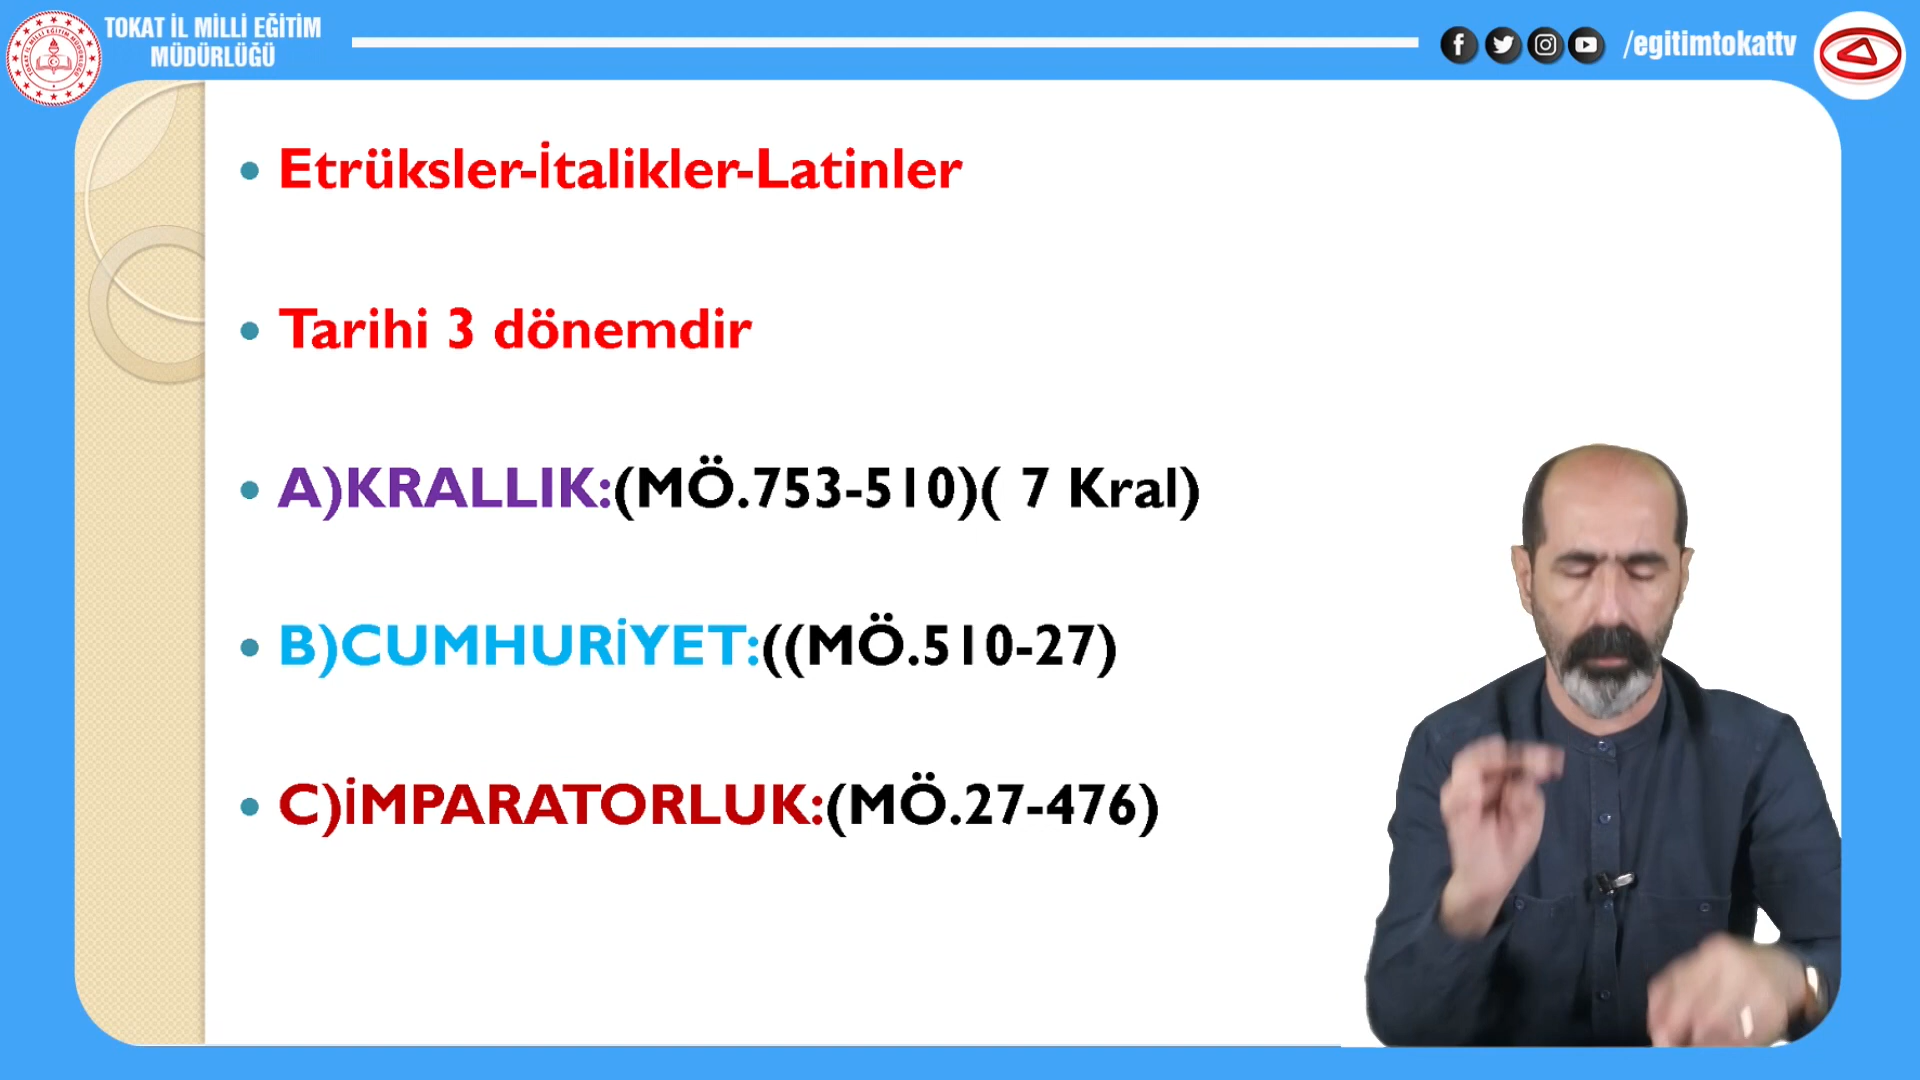 TOKAT İL MİLLİ EĞİTİM
MÜDÜRLÜĞÜ
/egitimtokattv
• Etrüksler-İtalikler-Latinler
• Tarihi 3 dönemdir
• A)KRALLIK:(MÖ.753-510)( 7 Kral)
• B)CUMHURİYET:((MÖ.510-27)
• C)İMPARATORLUK:(MÖ.27-476)